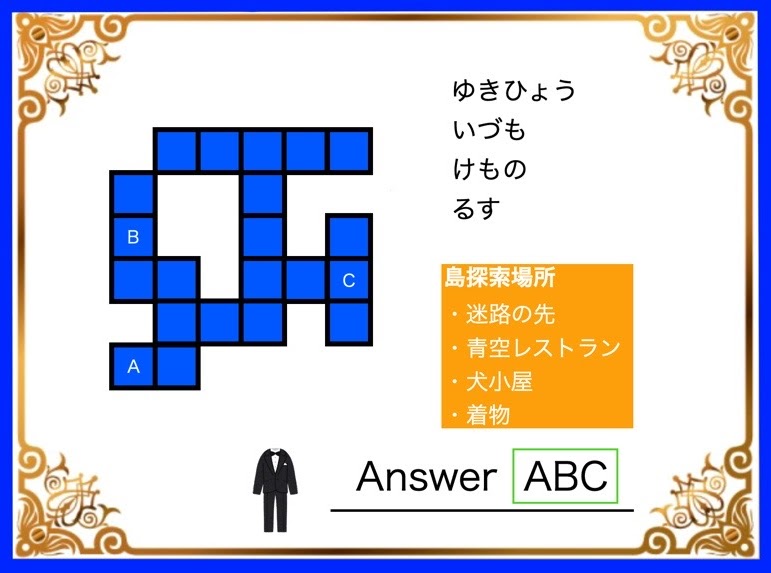 ゆきひょう
いづも
けもの
るす
B
C
A
島探索場所
・迷路の先
・青空レストラン
・犬小屋
・着物
Answer ABC